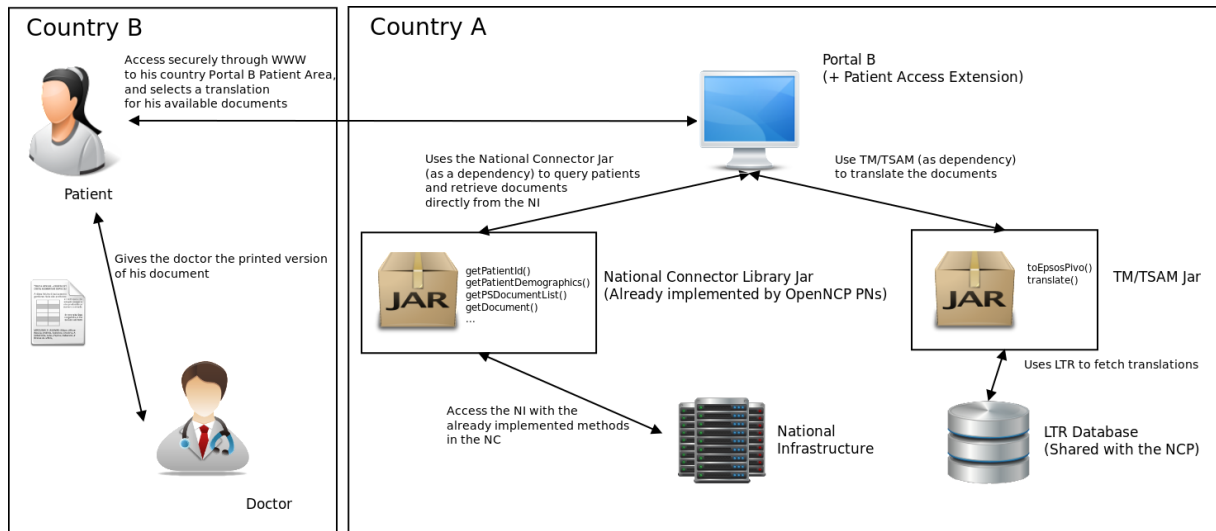 Country B
Access securely through WWW
to his country Portal B Patient Area,
and selects a translation
for his available documents
Patient
Gives the doctor the printed version
of his document
Doctor
Country A
Portal B
(+ Patient Access Extension)
Uses the National Connector Jar
(as a dependency) to query patients
and retrieve documents
directly from the NI
Use TM/TSAM (as dependency)
to translate the documents
JAR
getPatientId()
getPatientDemographics()
getPSDocumentList()
getDocument()
...
National Connector Library Jar
(Already implemented by OpenNCP PNs)
JAR
toEpsosPivo()
translate()
TM/TSAM Jar
Uses LTR to fetch translations
Access the NI with the
already implemented methods
in the NC
National
Infrastructure
LTR Database
(Shared with the NCP)